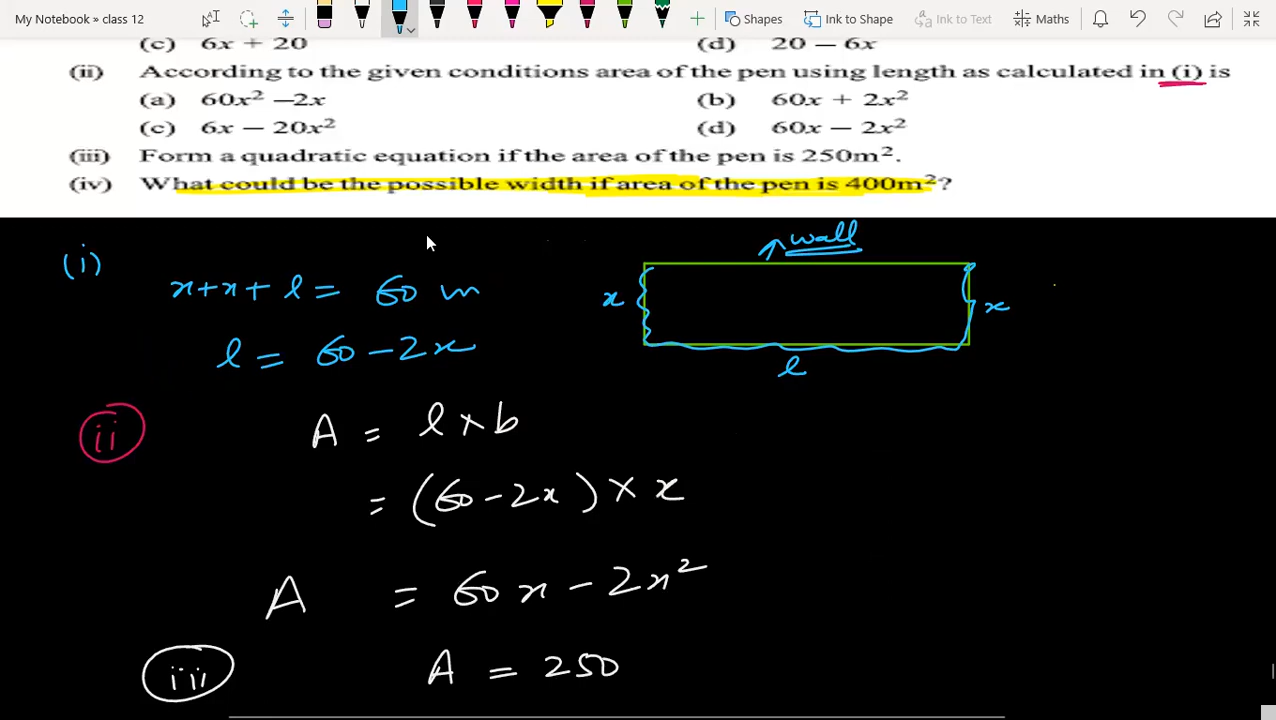 My Notebook » class 12
Shapes
Ink to Shape
Ink to Text
Maths
(c) 6x + 20 (d) 20 − 6x
(ii) According to the given conditions area of the pen using length as calculated in (i) is
(a) 60x² −2x (b) 60x + 2x²
(c) 6x − 20x² (d) 60x − 2x²
(iii) Form a quadratic equation if the area of the pen is 250m².
(iv) What could be the possible width if area of the pen is 400m²?
↑ wall
(i)
x+x+ l = 60 m
x x
l = 60 − 2x
l
ii A = l × b
= (60 − 2x) × x
A = 60x − 2x²
iii A = 250